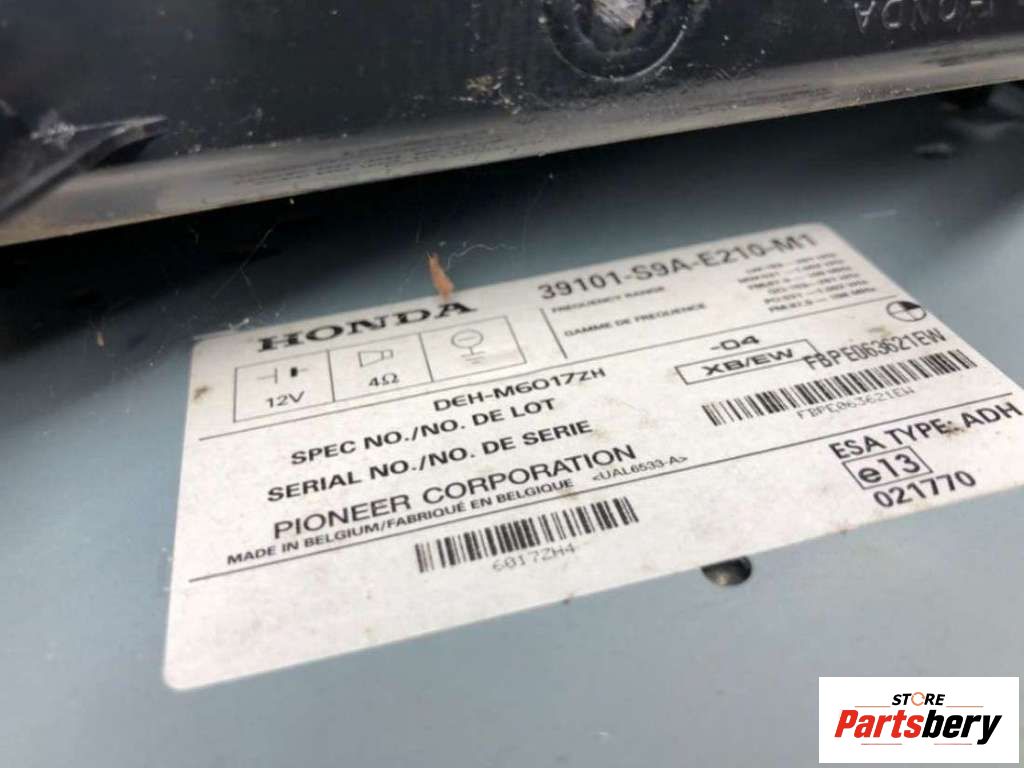 HONDA
HONDA
39101-S9A-E210-M1
FREQUENCY RANGE
GAMME DE FREQUENCE
12V
4Ω
DEH-M6017ZH
SPEC NO./NO. DE LOT
-04
XB/EW
SERIAL NO./NO. DE SERIE
FBPE063621EW
FBPE063621EW
PIONEER CORPORATION
MADE IN BELGIUM/FABRIQUE EN BELGIQUE <UAL6533-A>
ESA TYPE: ADH
e13
021770
6017ZH4
STORE
Partsbery